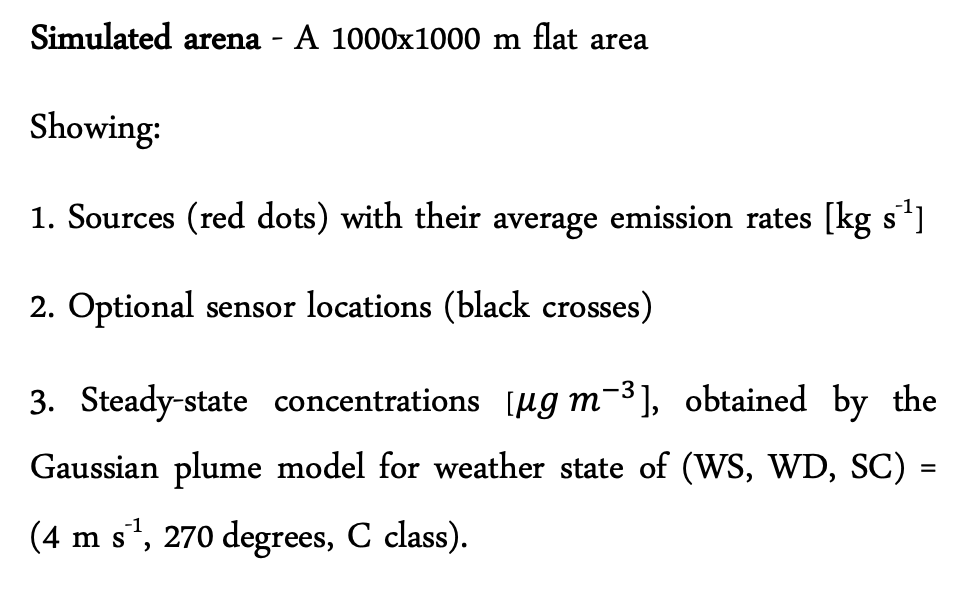 Simulated arena - A 1000x1000 m flat area
Showing:
1. Sources (red dots) with their average emission rates [kg s⁻¹]
2. Optional sensor locations (black crosses)
3. Steady-state concentrations [μg m⁻³], obtained by the
Gaussian plume model for weather state of (WS, WD, SC) =
(4 m s⁻¹, 270 degrees, C class).